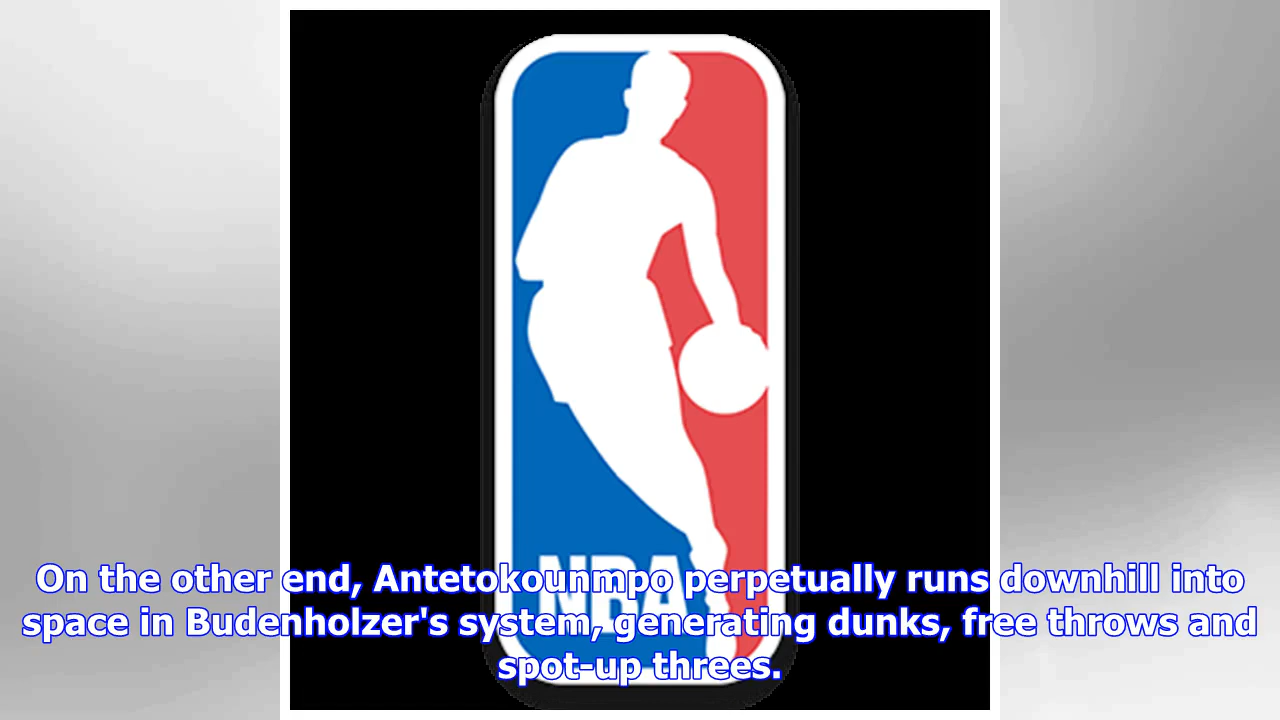 NBA
On the other end, Antetokounmpo perpetually runs downhill into
space in Budenholzer's system, generating dunks, free throws and
spot-up threes.